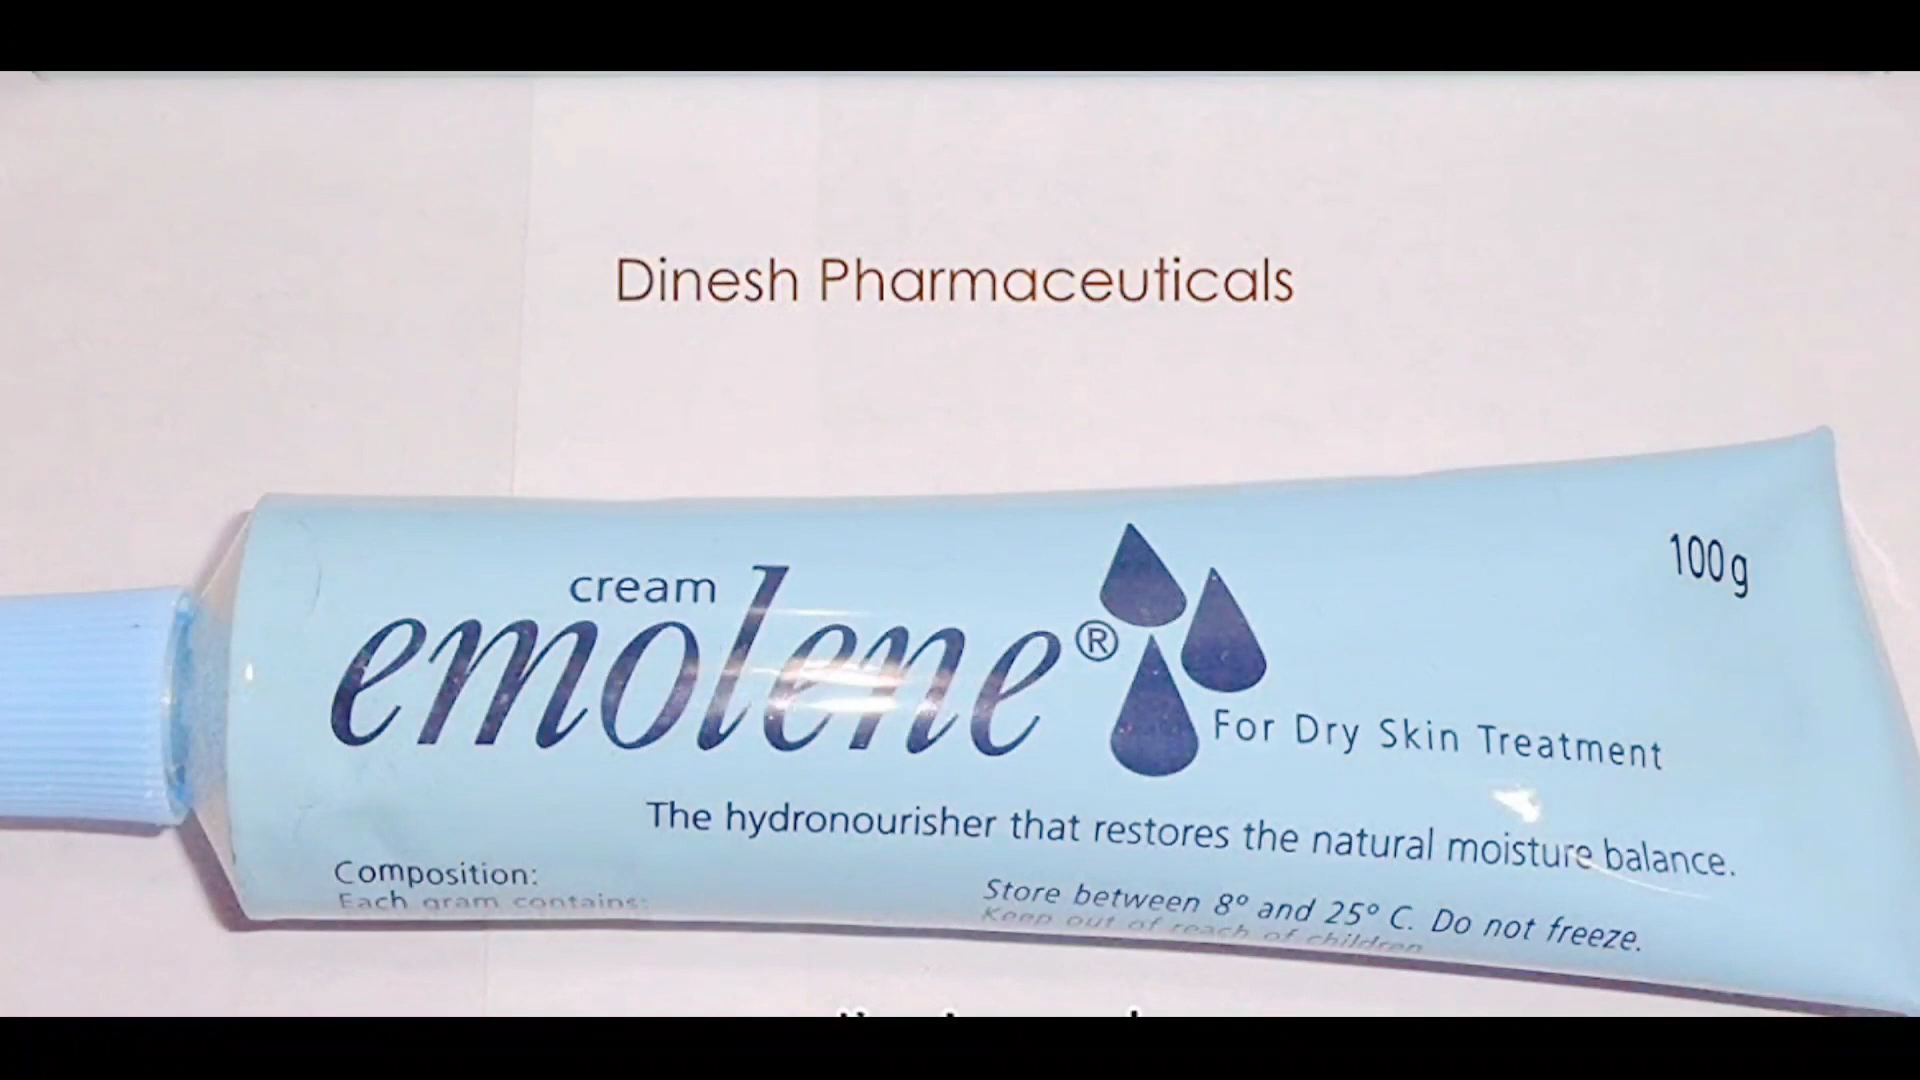 Dinesh Pharmaceuticals
100g
cream
emolene®
For Dry Skin Treatment
The hydronourisher that restores the natural moisture balance.
Composition:
Each gram contains:
Store between 8° and 25° C. Do not freeze.
Keep out of reach of children